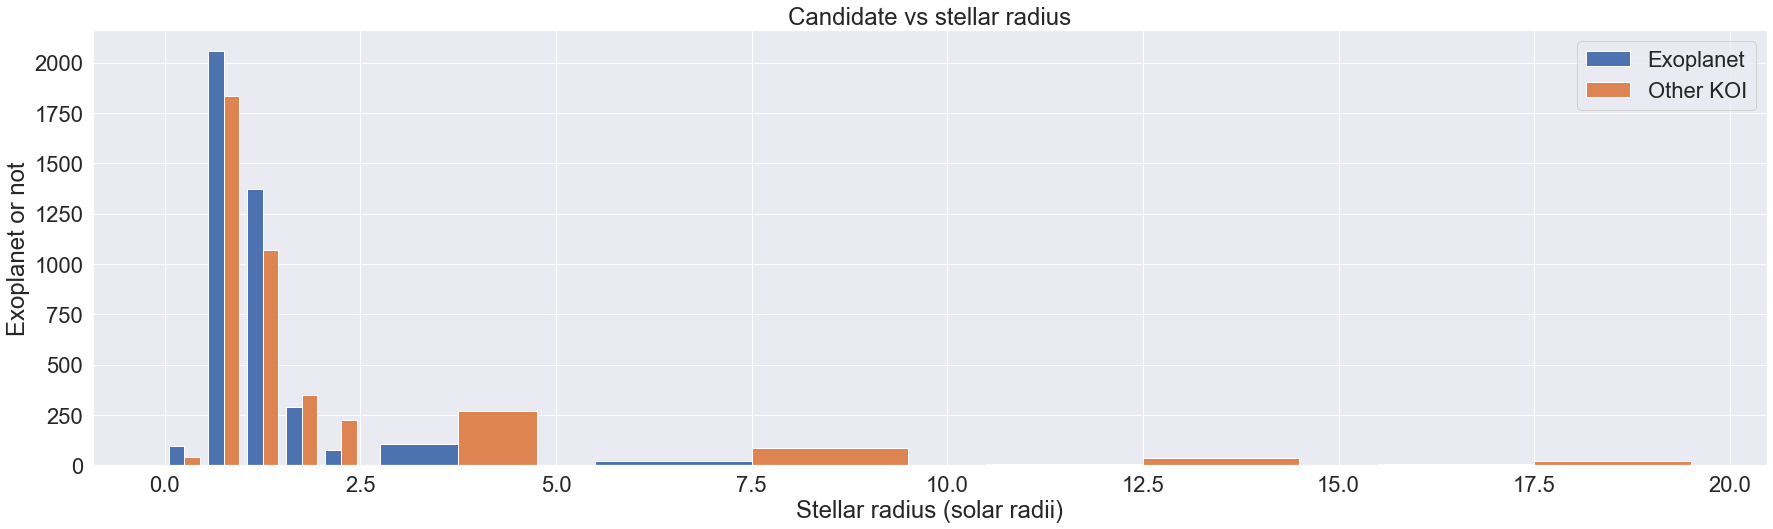 Candidate vs stellar radius
Exoplanet
Other KOI
Exoplanet or not
2000
1750
1500
1250
1000
750
500
250
0
0.0 2.5 5.0 7.5 10.0 12.5 15.0 17.5 20.0
Stellar radius (solar radii)